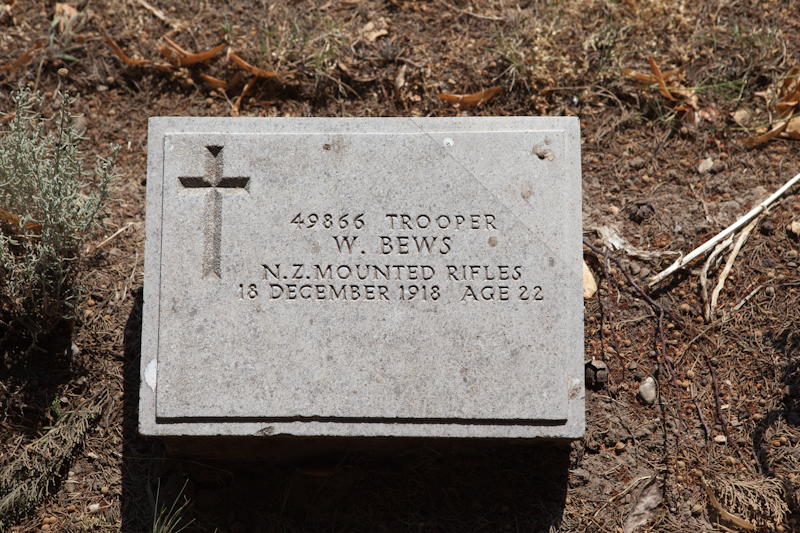 49866 TROOPER
W. BEWS
N.Z. MOUNTED RIFLES
18 DECEMBER 1918 AGE 22